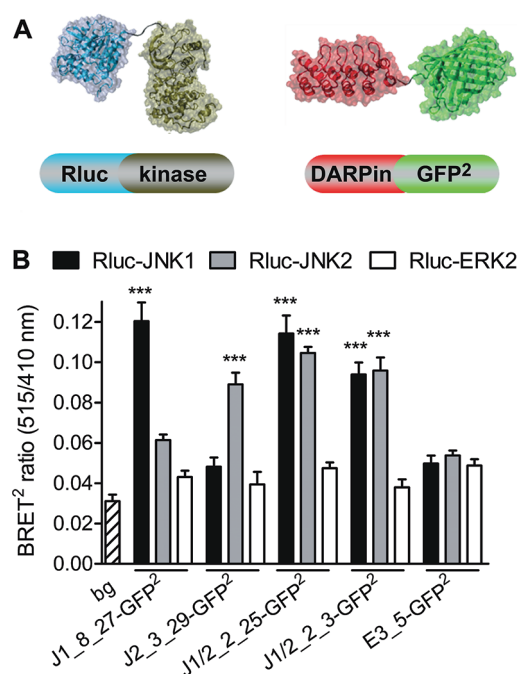 A
Rluc kinase DARPin GFP²
B
Rluc-JNK1 Rluc-JNK2 Rluc-ERK2
BRET² ratio (515/410 nm)
0.12
0.10
0.08
0.06
0.04
0.02
0.00
*** *** *** *** *** ***
bg
J1_8_27-GFP²
J2_3_29-GFP²
J1/2_2_25-GFP²
J1/2_2_3-GFP²
E3_5-GFP²